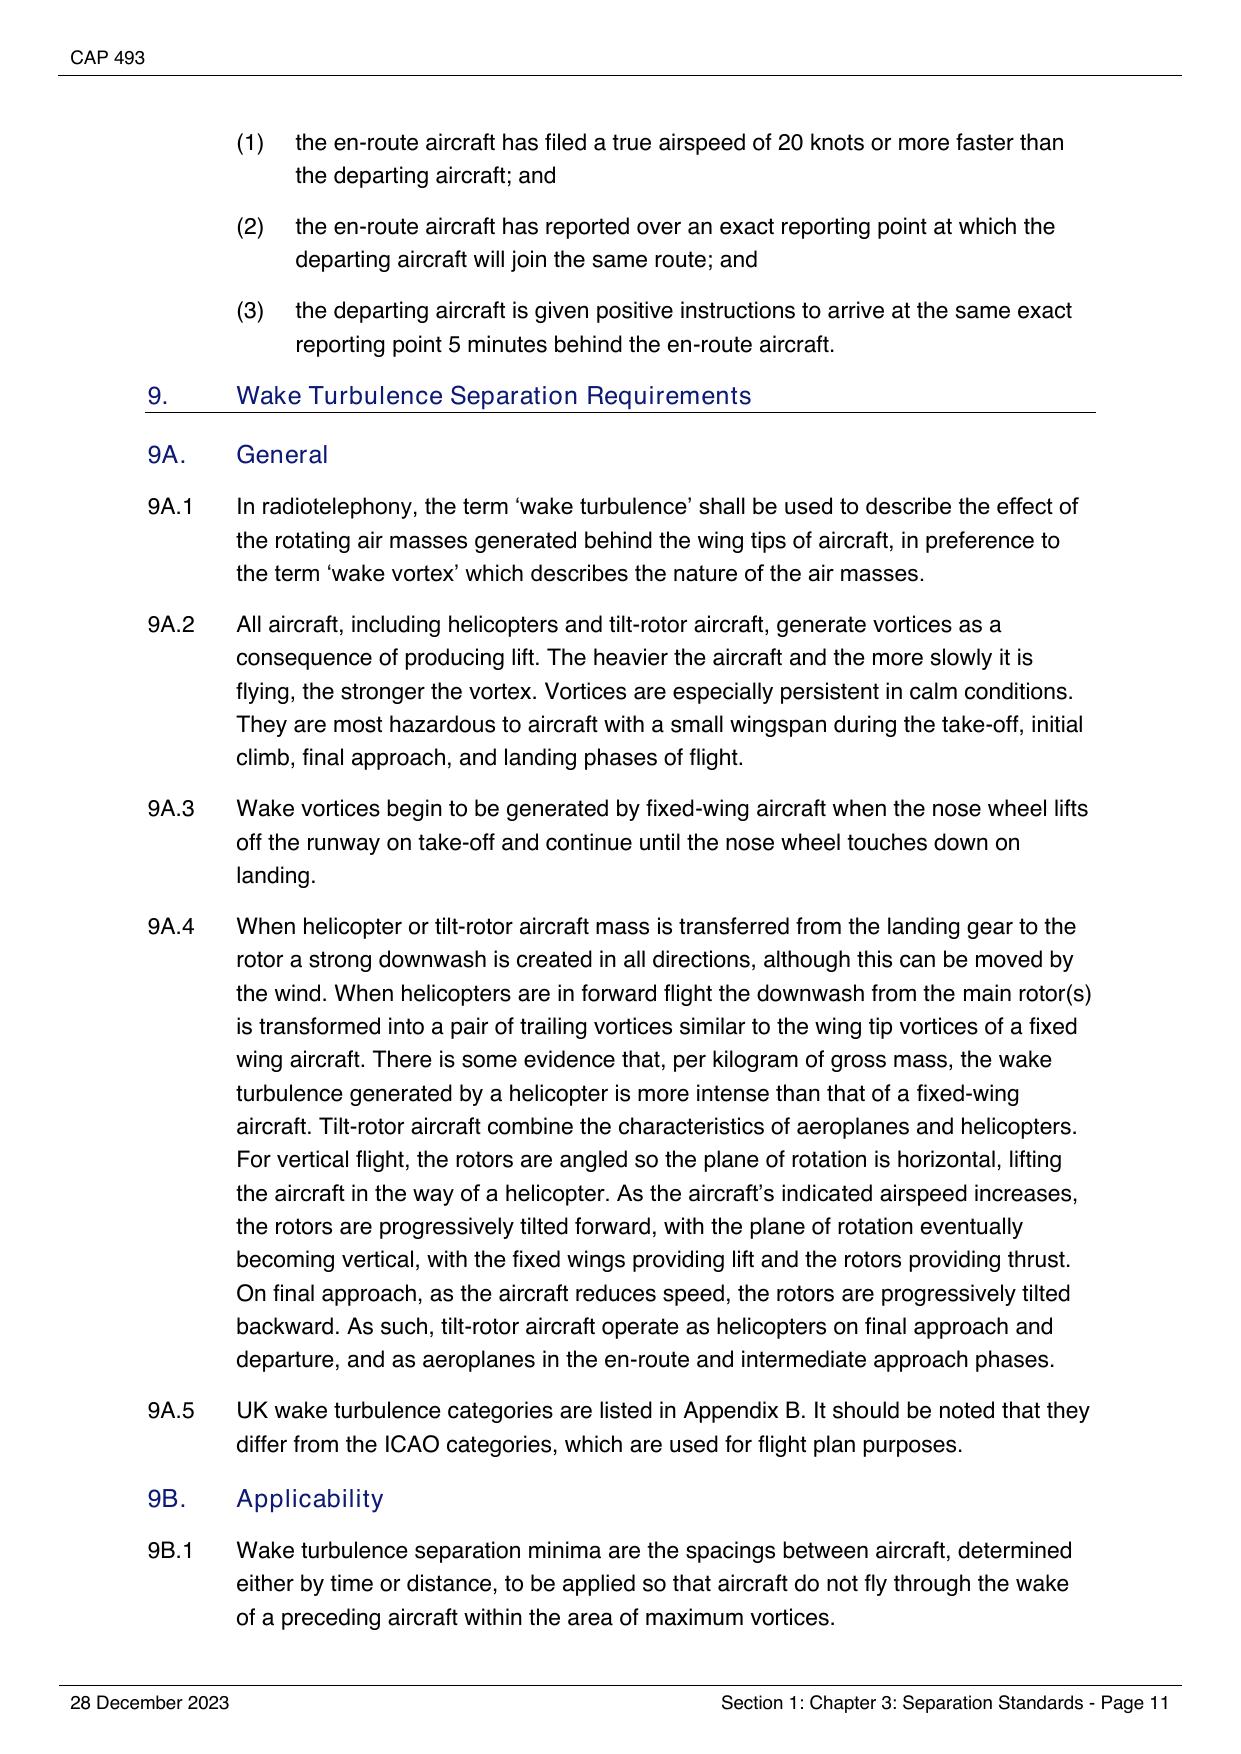 CAP 493
(1) the en-route aircraft has filed a true airspeed of 20 knots or more faster than
the departing aircraft; and
(2) the en-route aircraft has reported over an exact reporting point at which the
departing aircraft will join the same route; and
(3) the departing aircraft is given positive instructions to arrive at the same exact
reporting point 5 minutes behind the en-route aircraft.
9. Wake Turbulence Separation Requirements
9A. General
9A.1 In radiotelephony, the term ‘wake turbulence’ shall be used to describe the effect of
the rotating air masses generated behind the wing tips of aircraft, in preference to
the term ‘wake vortex’ which describes the nature of the air masses.
9A.2 All aircraft, including helicopters and tilt-rotor aircraft, generate vortices as a
consequence of producing lift. The heavier the aircraft and the more slowly it is
flying, the stronger the vortex. Vortices are especially persistent in calm conditions.
They are most hazardous to aircraft with a small wingspan during the take-off, initial
climb, final approach, and landing phases of flight.
9A.3 Wake vortices begin to be generated by fixed-wing aircraft when the nose wheel lifts
off the runway on take-off and continue until the nose wheel touches down on
landing.
9A.4 When helicopter or tilt-rotor aircraft mass is transferred from the landing gear to the
rotor a strong downwash is created in all directions, although this can be moved by
the wind. When helicopters are in forward flight the downwash from the main rotor(s)
is transformed into a pair of trailing vortices similar to the wing tip vortices of a fixed
wing aircraft. There is some evidence that, per kilogram of gross mass, the wake
turbulence generated by a helicopter is more intense than that of a fixed-wing
aircraft. Tilt-rotor aircraft combine the characteristics of aeroplanes and helicopters.
For vertical flight, the rotors are angled so the plane of rotation is horizontal, lifting
the aircraft in the way of a helicopter. As the aircraft’s indicated airspeed increases,
the rotors are progressively tilted forward, with the plane of rotation eventually
becoming vertical, with the fixed wings providing lift and the rotors providing thrust.
On final approach, as the aircraft reduces speed, the rotors are progressively tilted
backward. As such, tilt-rotor aircraft operate as helicopters on final approach and
departure, and as aeroplanes in the en-route and intermediate approach phases.
9A.5 UK wake turbulence categories are listed in Appendix B. It should be noted that they
differ from the ICAO categories, which are used for flight plan purposes.
9B. Applicability
9B.1 Wake turbulence separation minima are the spacings between aircraft, determined
either by time or distance, to be applied so that aircraft do not fly through the wake
of a preceding aircraft within the area of maximum vortices.
28 December 2023 Section 1: Chapter 3: Separation Standards - Page 11